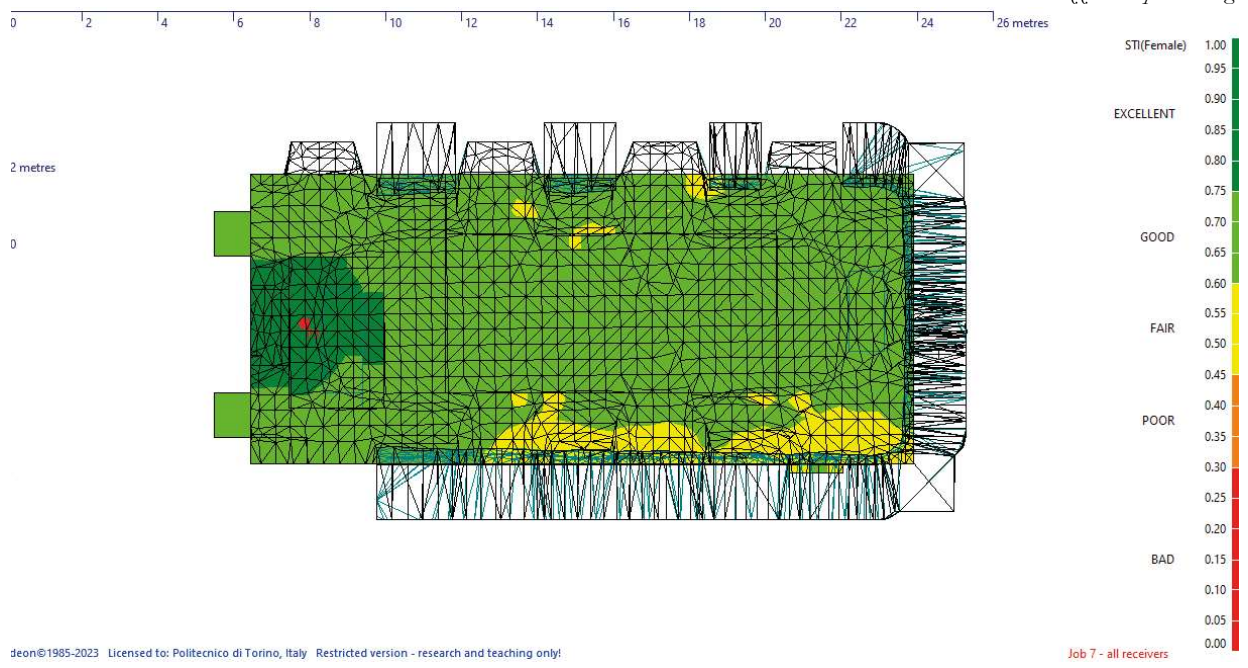 0 2 4 6 8 10 12 14 16 18 20 22 24 26 metres
STI(Female) 1.00
0.95
0.90
EXCELLENT
0.85
0.80
0.75
2 metres
0.70
GOOD
0.65
0
0.60
0.55
FAIR
0.50
0.45
0.40
POOR
0.35
0.30
0.25
0.20
BAD
0.15
0.10
0.05
0.00
deon©1985-2023 Licensed to: Politecnico di Torino, Italy Restricted version - research and teaching only!
Job 7 - all receivers